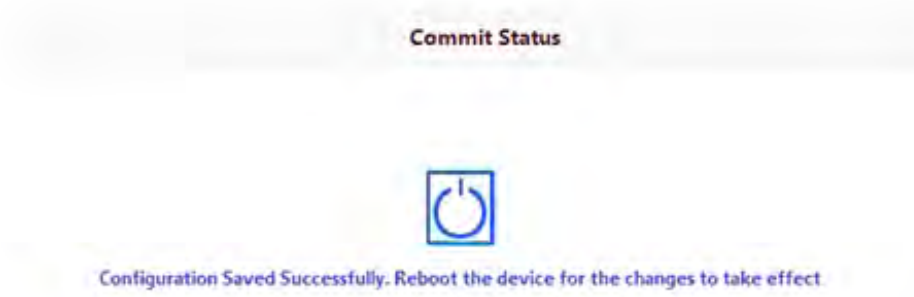 Commit Status
Configuration Saved Successfully. Reboot the device for the changes to take effect